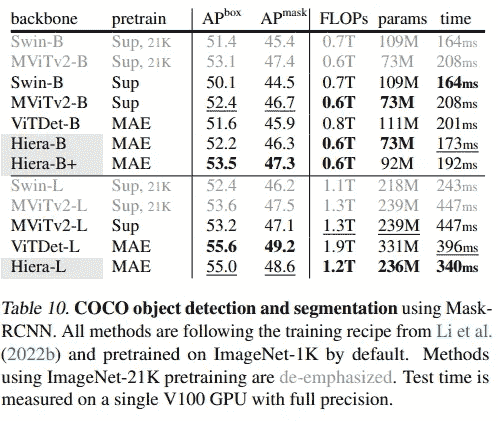 backbone pretrain APbox APmask FLOPs params time
Swin-B Sup, 21K 51.4 45.4 0.7T 109M 164ms
MViTv2-B Sup, 21K 53.1 47.4 0.6T 73M 208ms
Swin-B Sup 50.1 44.5 0.7T 109M 164ms
MViTv2-B Sup 52.4 46.7 0.6T 73M 208ms
ViTDet-B MAE 51.6 45.9 0.8T 111M 201ms
Hiera-B MAE 52.2 46.3 0.6T 73M 173ms
Hiera-B+ MAE 53.5 47.3 0.6T 92M 192ms
Swin-L Sup, 21K 52.4 46.2 1.1T 218M 243ms
MViTv2-L Sup, 21K 53.6 47.5 1.3T 239M 447ms
MViTv2-L Sup 53.2 47.1 1.3T 239M 447ms
ViTDet-L MAE 55.6 49.2 1.9T 331M 396ms
Hiera-L MAE 55.0 48.6 1.2T 236M 340ms
Table 10. COCO object detection and segmentation using Mask-
RCNN. All methods are following the training recipe from Li et al.
(2022b) and pretrained on ImageNet-1K by default. Methods
using ImageNet-21K pretraining are de-emphasized. Test time is
measured on a single V100 GPU with full precision.